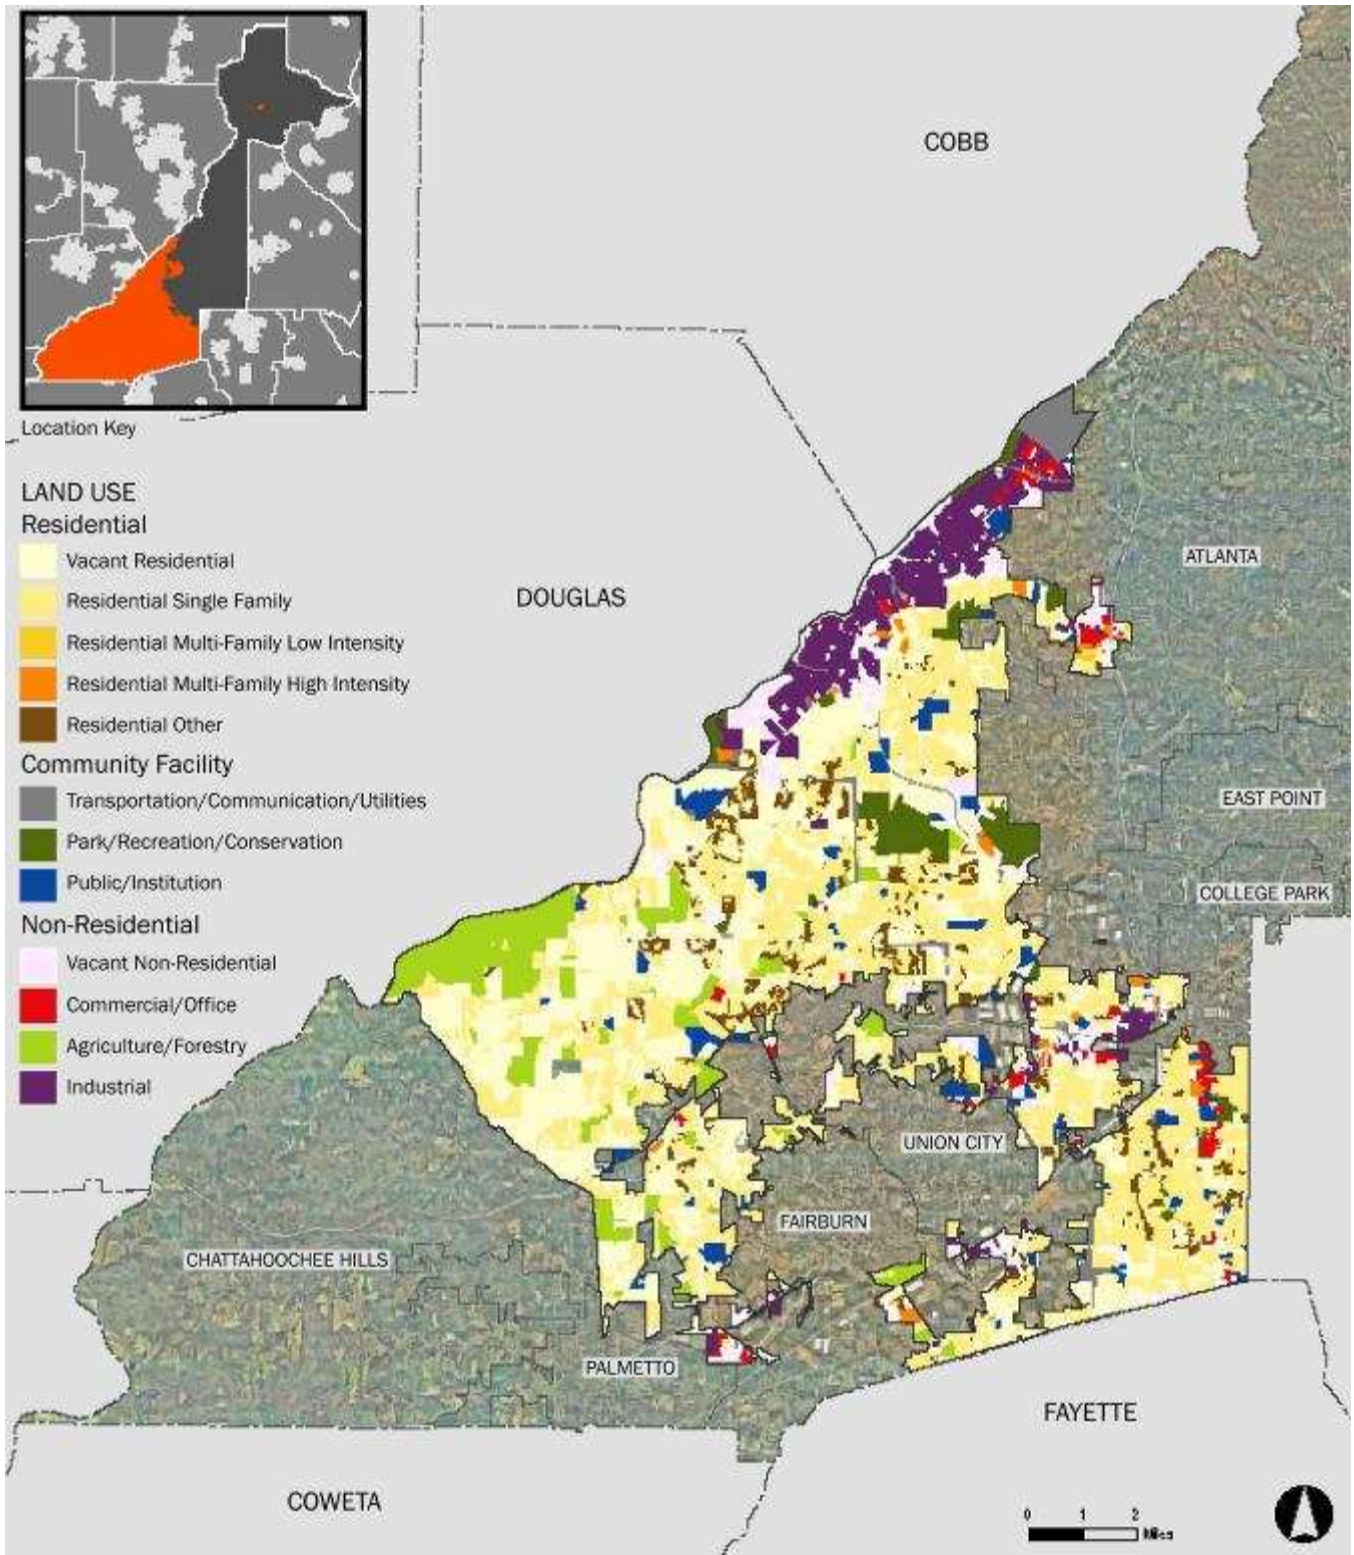 COBB
Location Key
LAND USE
Residential
Vacant Residential
Residential Single Family
Residential Multi-Family Low Intensity
Residential Multi-Family High Intensity
Residential Other
Community Facility
Transportation/Communication/Utilities
Park/Recreation/Conservation
Public/Institution
Non-Residential
Vacant Non-Residential
Commercial/Office
Agriculture/Forestry
Industrial
DOUGLAS
ATLANTA
EAST POINT
COLLEGE PARK
UNION CITY
FAIRBURN
CHATTAHOOCHEE HILLS
PALMETTO
FAYETTE
COWETA
0 1 2
Miles